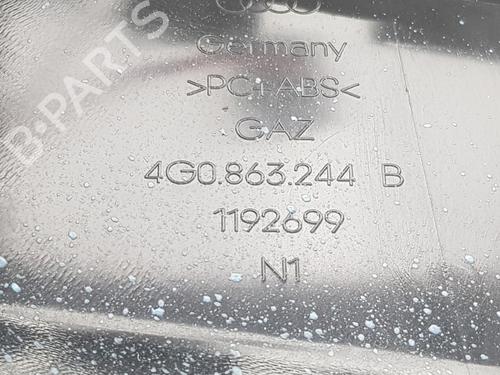 B-PARTS
Germany
>PC+ABS<
GAZ
4G0.863.244 B
1192699
N1